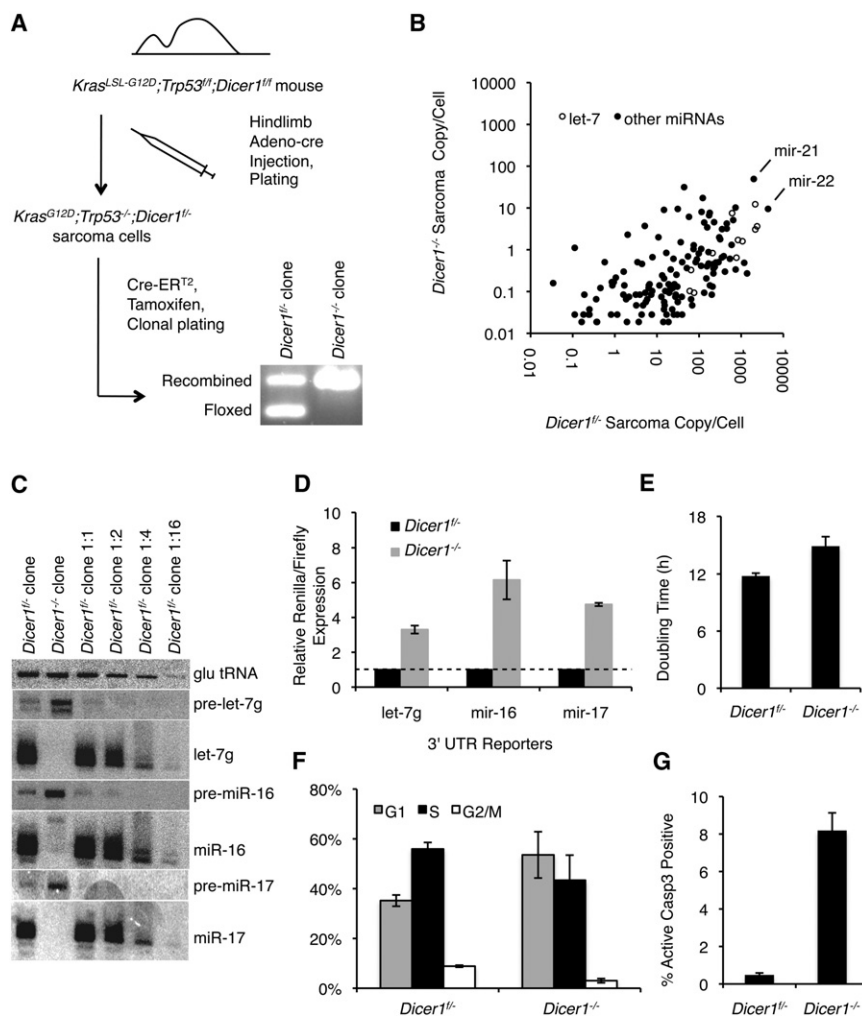 A
Kras^LSL-G12D;Trp53^f/f;Dicer1^f/f mouse
Hindlimb
Adeno-cre
Injection,
Plating
Kras^G12D;Trp53^-/-;Dicer1^f/-
sarcoma cells
Cre-ER^T2,
Tamoxifen,
Clonal plating
Dicer1^f/- clone
Dicer1^-/- clone
Recombined
Floxed
B
Dicer1^-/- Sarcoma Copy/Cell
10000
1000
100
10
1
0.1
0.01
let-7
other miRNAs
mir-21
mir-22
0.01
0.1
1
10
100
1000
10000
Dicer1^f/- Sarcoma Copy/Cell
C
Dicer1^f/- clone
Dicer1^-/- clone
Dicer1^f/- clone 1:1
Dicer1^f/- clone 1:2
Dicer1^f/- clone 1:4
Dicer1^f/- clone 1:16
glu tRNA
pre-let-7g
let-7g
pre-miR-16
miR-16
pre-miR-17
miR-17
D
Relative Renilla/Firefly
Expression
10
8
6
4
2
0
Dicer1^f/-
Dicer1^-/-
let-7g
mir-16
mir-17
3' UTR Reporters
E
Doubling Time (h)
18
12
6
0
Dicer1^f/-
Dicer1^-/-
F
80%
60%
40%
20%
0%
G1
S
G2/M
Dicer1^f/-
Dicer1^-/-
G
% Active Casp3 Positive
10
8
6
4
2
0
Dicer1^f/-
Dicer1^-/-